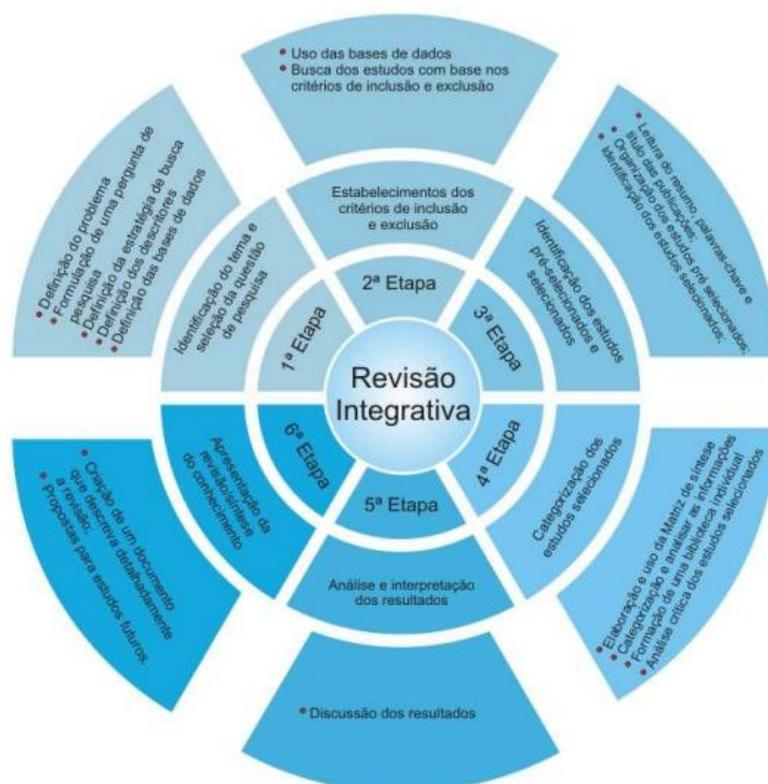 Revisão
Integrativa
1ª Etapa
Identificação do tema e
seleção da questão
de pesquisa
• Definição do problema
• Formulação de uma pergunta de
pesquisa
• Definição da estratégia de busca
• Definição dos descritores
• Definição das bases de dados
2ª Etapa
Estabelecimentos dos
critérios de inclusão
e exclusão
• Uso das bases de dados
• Busca dos estudos com base nos
critérios de inclusão e exclusão
3ª Etapa
Identificação dos estudos
pré-selecionados e
selecionados
• Leitura do resumo, palavras-chave e
título das publicações;
• Organização dos estudos pré selecionados;
• Identificação dos estudos selecionados;
4ª Etapa
Categorização dos
estudos selecionados
• Elaboração e uso da Matriz de síntese
• Categorização e analisar as informações
• Formação de uma biblioteca individual
• Análise crítica dos estudos selecionados
5ª Etapa
Análise e interpretação
dos resultados
• Discussão dos resultados
6ª Etapa
Apresentação da
revisão/síntese
do conhecimento
• Criação de um documento
que descreva detalhadamente
a revisão;
• Propostas para estudos futuros;